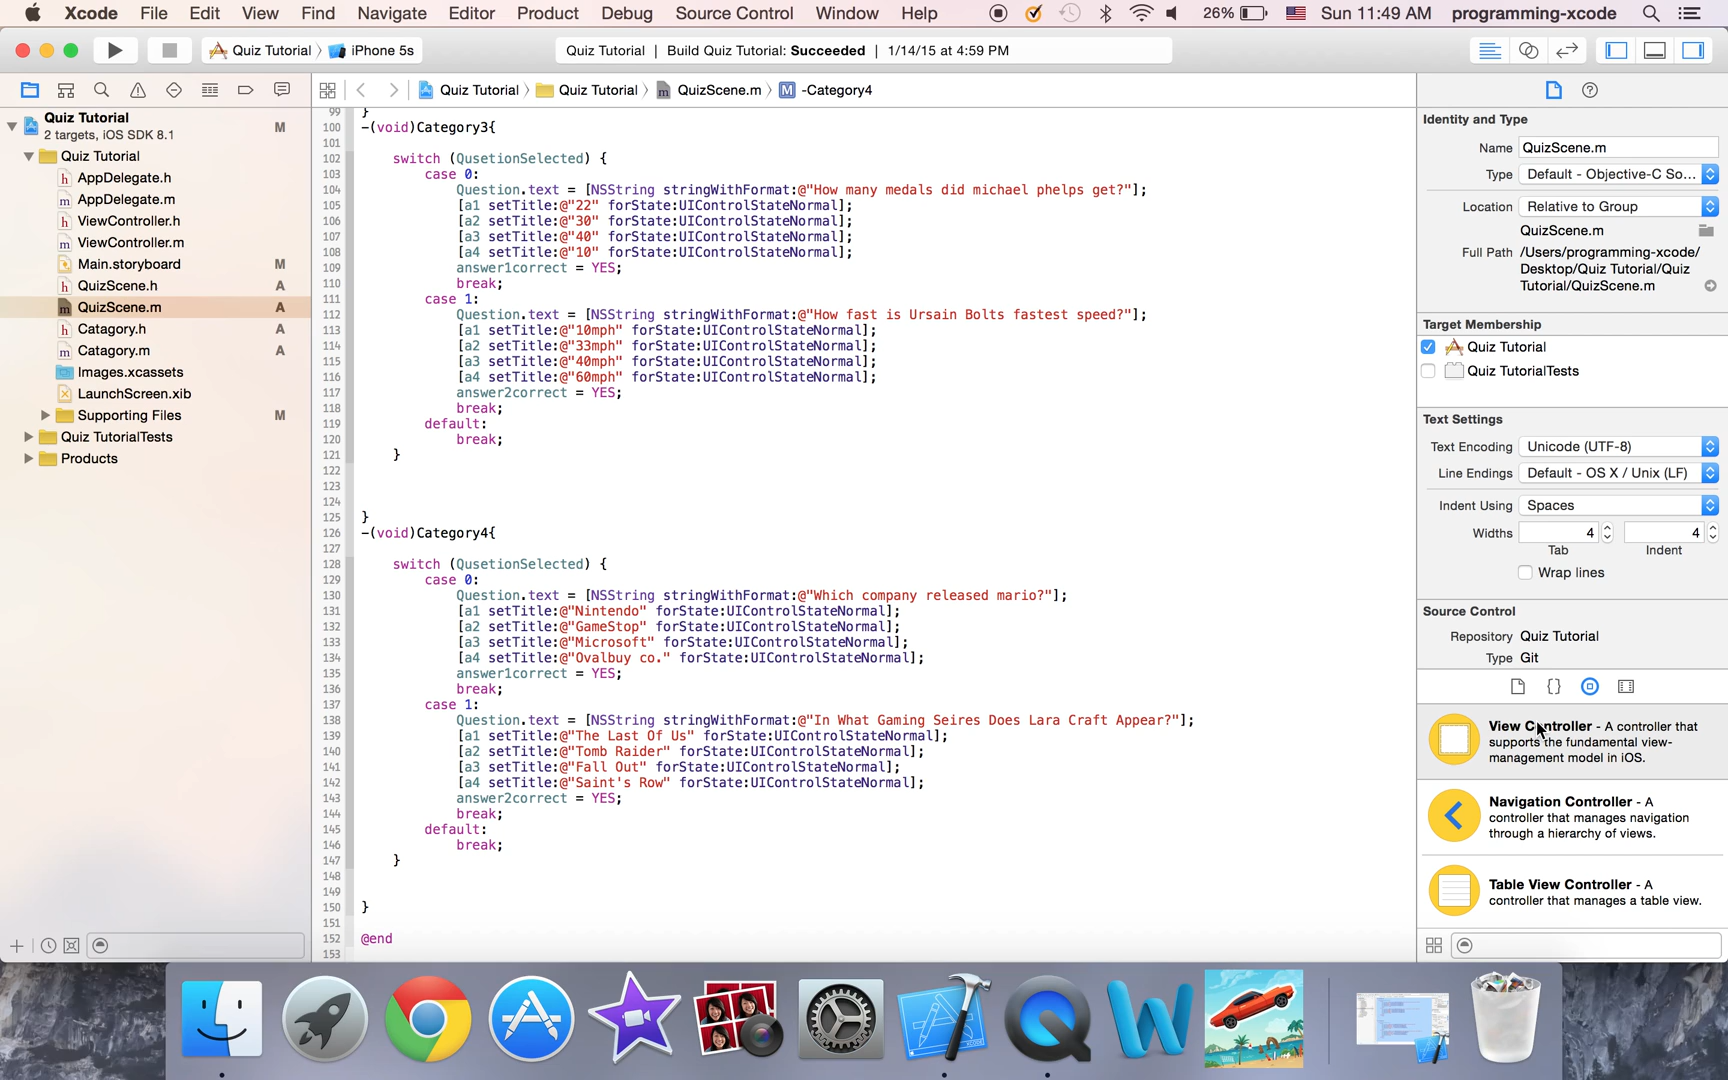 Xcode File Edit View Find Navigate Editor Product Debug Source Control Window Help 26% Sun 11:49 AM programming-xcode
Quiz Tutorial iPhone 5s Quiz Tutorial | Build Quiz Tutorial: Succeeded | 1/14/15 at 4:59 PM
Quiz Tutorial
2 targets, iOS SDK 8.1
M
Quiz Tutorial
h AppDelegate.h
m AppDelegate.m
h ViewController.h
m ViewController.m
Main.storyboard M
h QuizScene.h A
m QuizScene.m A
h Catagory.h A
m Catagory.m A
Images.xcassets
LaunchScreen.xib
Supporting Files M
Quiz TutorialTests
Products
Quiz Tutorial Quiz Tutorial m QuizScene.m M -Category4
99 }
100 -(void)Category3{
101
102 switch (QusetionSelected) {
103 case 0:
104 Question.text = [NSString stringWithFormat:@"How many medals did michael phelps get?"];
105 [a1 setTitle:@"22" forState:UIControlStateNormal];
106 [a2 setTitle:@"30" forState:UIControlStateNormal];
107 [a3 setTitle:@"40" forState:UIControlStateNormal];
108 [a4 setTitle:@"10" forState:UIControlStateNormal];
109 answer1correct = YES;
110 break;
111 case 1:
112 Question.text = [NSString stringWithFormat:@"How fast is Ursain Bolts fastest speed?"];
113 [a1 setTitle:@"10mph" forState:UIControlStateNormal];
114 [a2 setTitle:@"33mph" forState:UIControlStateNormal];
115 [a3 setTitle:@"40mph" forState:UIControlStateNormal];
116 [a4 setTitle:@"60mph" forState:UIControlStateNormal];
117 answer2correct = YES;
118 break;
119 default:
120 break;
121 }
122
123
124
125 }
126 -(void)Category4{
127
128 switch (QusetionSelected) {
129 case 0:
130 Question.text = [NSString stringWithFormat:@"Which company released mario?"];
131 [a1 setTitle:@"Nintendo" forState:UIControlStateNormal];
132 [a2 setTitle:@"GameStop" forState:UIControlStateNormal];
133 [a3 setTitle:@"Microsoft" forState:UIControlStateNormal];
134 [a4 setTitle:@"Ovalbuy co." forState:UIControlStateNormal];
135 answer1correct = YES;
136 break;
137 case 1:
138 Question.text = [NSString stringWithFormat:@"In What Gaming Seires Does Lara Craft Appear?"];
139 [a1 setTitle:@"The Last Of Us" forState:UIControlStateNormal];
140 [a2 setTitle:@"Tomb Raider" forState:UIControlStateNormal];
141 [a3 setTitle:@"Fall Out" forState:UIControlStateNormal];
142 [a4 setTitle:@"Saint's Row" forState:UIControlStateNormal];
143 answer2correct = YES;
144 break;
145 default:
146 break;
147 }
148
149
150 }
151
152 @end
153
Identity and Type
Name QuizScene.m
Type Default - Objective-C So...
Location Relative to Group
QuizScene.m
Full Path /Users/programming-xcode/
Desktop/Quiz Tutorial/Quiz
Tutorial/QuizScene.m
Target Membership
Quiz Tutorial
Quiz TutorialTests
Text Settings
Text Encoding Unicode (UTF-8)
Line Endings Default - OS X / Unix (LF)
Indent Using Spaces
Widths 4 4
Tab Indent
Wrap lines
Source Control
Repository Quiz Tutorial
Type Git
{}
View Controller - A controller that
supports the fundamental view-
management model in iOS.
Navigation Controller - A
controller that manages navigation
through a hierarchy of views.
Table View Controller - A
controller that manages a table view.